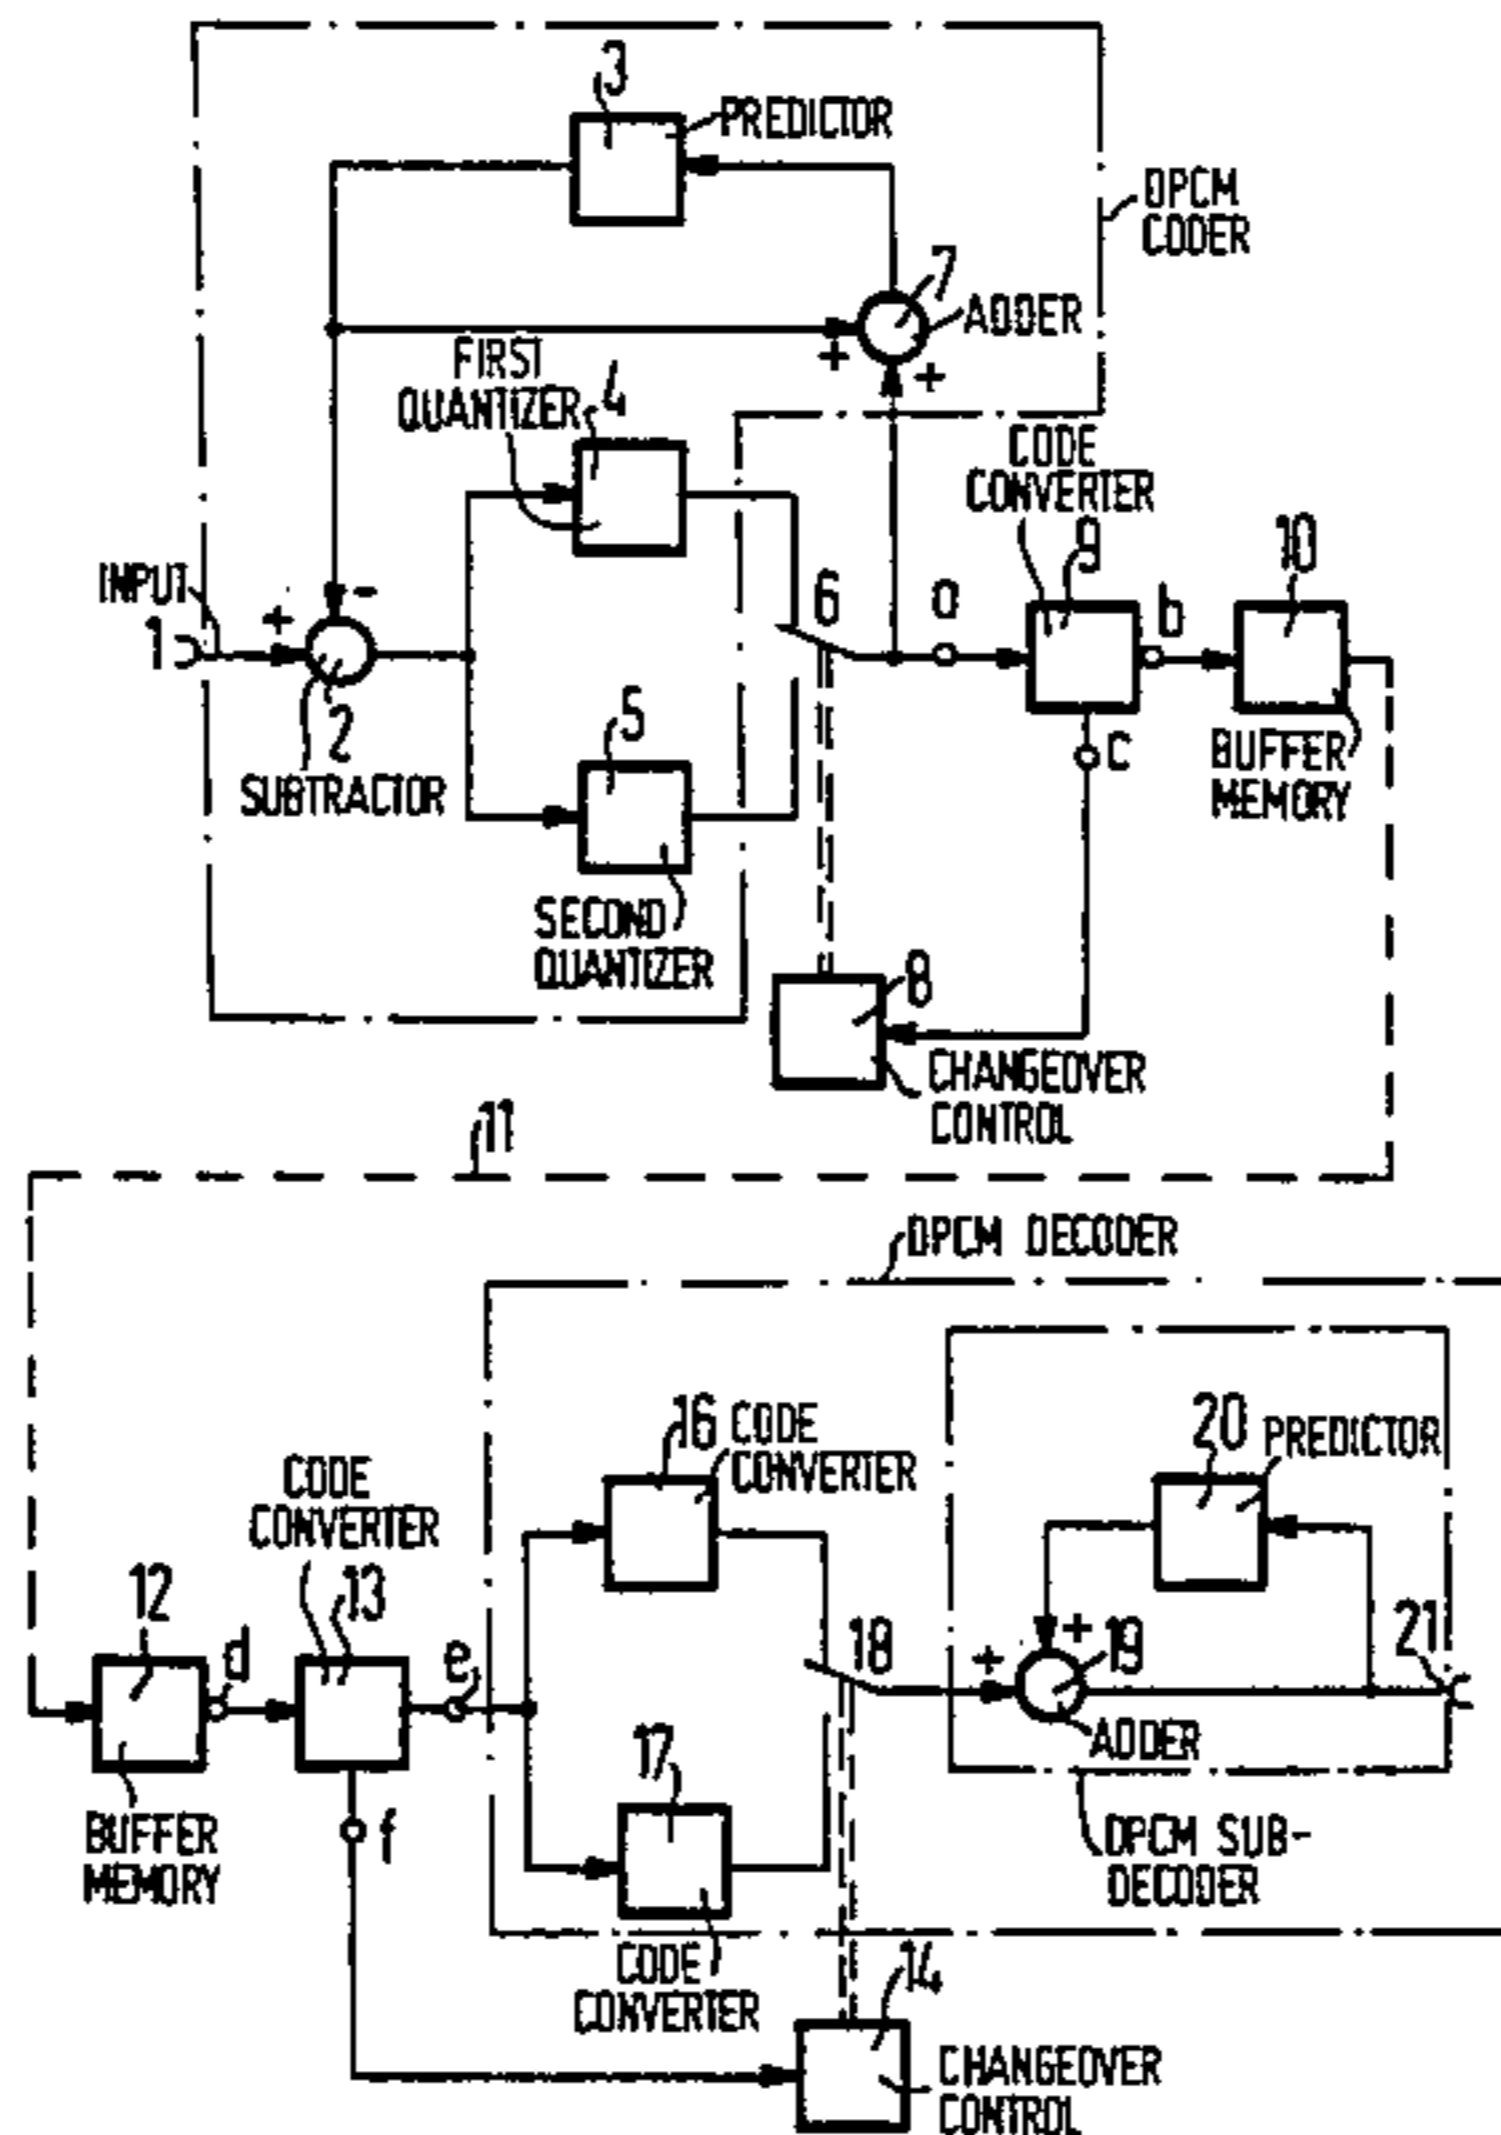 3
PREDICTOR
DPCM
CODER
7
ADDER
+
+
FIRST
QUANTIZER
4
CODE
CONVERTER
9
10
INPUT
1
+
-
6
a
b
2
SUBTRACTOR
5
C
BUFFER
MEMORY
SECOND
QUANTIZER
8
CHANGEOVER
CONTROL
11
DPCM DECODER
16
CODE
CONVERTER
20
PREDICTOR
CODE
CONVERTER
12
13
d
e
18
+
+
19
21
ADDER
17
BUFFER
MEMORY
f
DPCM SUB-
DECODER
CODE
CONVERTER
14
CHANGEOVER
CONTROL